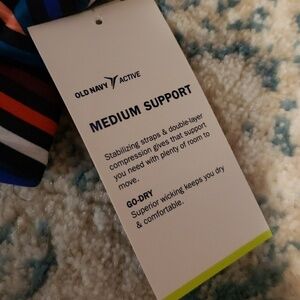 OLD NAVY ACTIVE
MEDIUM SUPPORT
Stabilizing straps & double-layer
compression gives that support
you need with plenty of room to
move.
GO-DRY
Superior wicking keeps you dry
& comfortable.